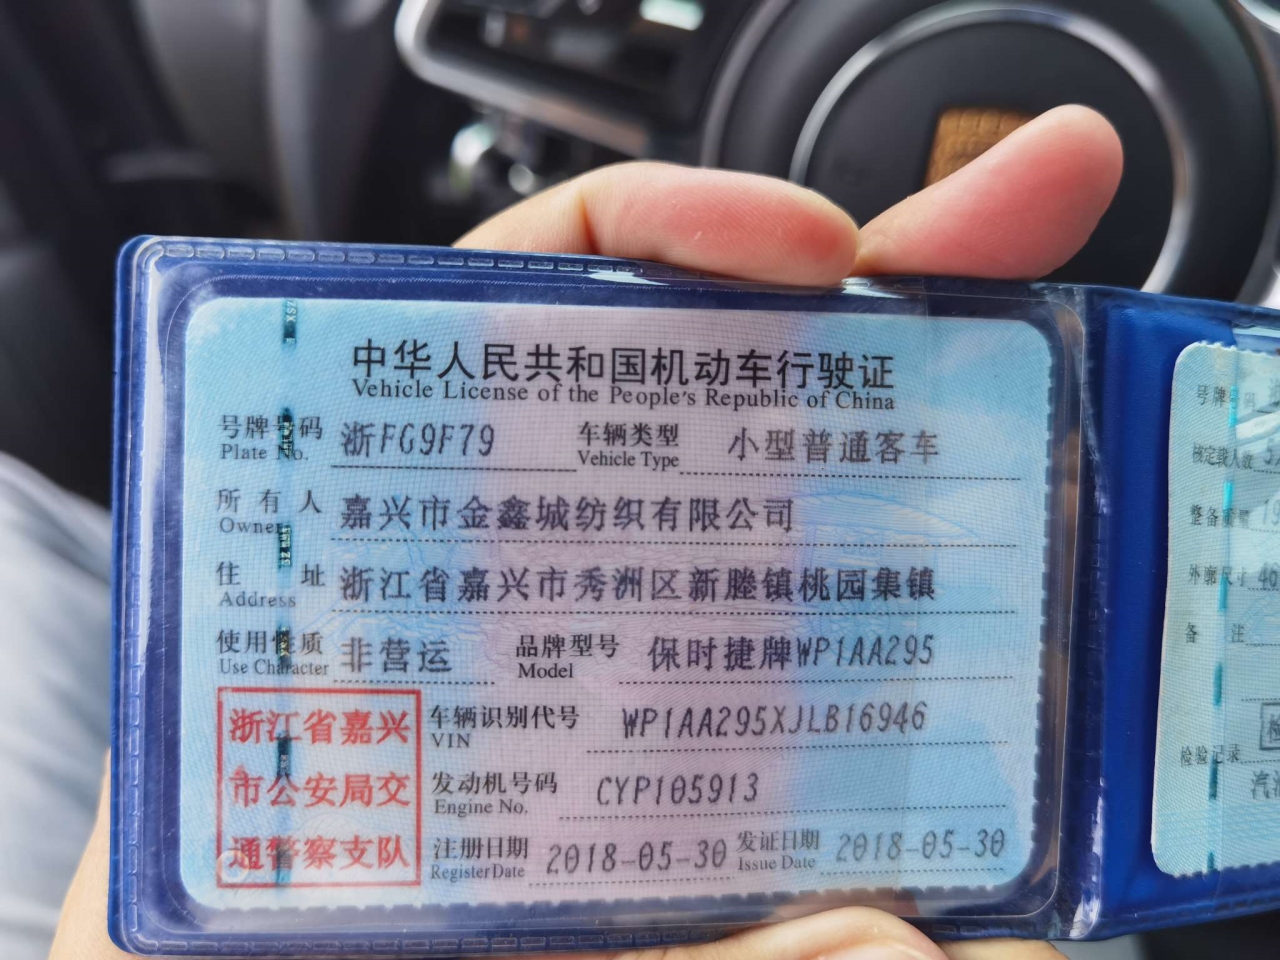 中华人民共和国机动车行驶证
Vehicle License of the People's Republic of China
号牌号码 浙FG9F79 车辆类型 小型普通客车
Plate No. Vehicle Type
所有人 嘉兴市金鑫城纺织有限公司
Owner
住址 浙江省嘉兴市秀洲区新塍镇桃园集镇
Address
使用性质 非营运 品牌型号 保时捷牌WP1AA295
Use Character Model
浙江省嘉兴
市公安局交
通警察支队
车辆识别代号 WP1AA295XJLB16946
VIN
发动机号码 CYP105913
Engine No.
注册日期 2018-05-30 发证日期 2018-05-30
Register Date Issue Date
号牌号码
核定载人数
整备质量
外廓尺寸 46
备注
检验记录